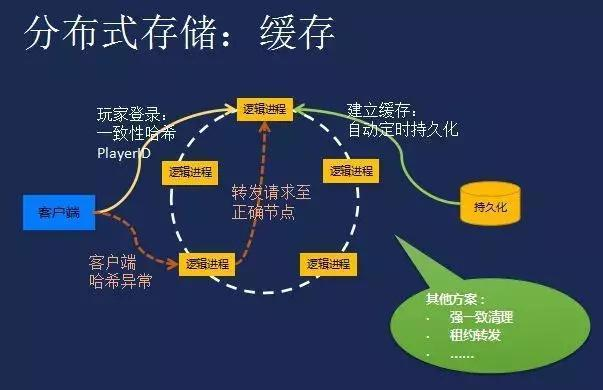 分布式存储：缓存
玩家登录：
一致性哈希
PlayerID
逻辑进程
建立缓存：
自动定时持久化
逻辑进程
逻辑进程
转发请求至
正确节点
客户端
持久化
客户端
哈希异常
逻辑进程
逻辑进程
其他方案：
· 强一致清理
· 租约转发
· ......